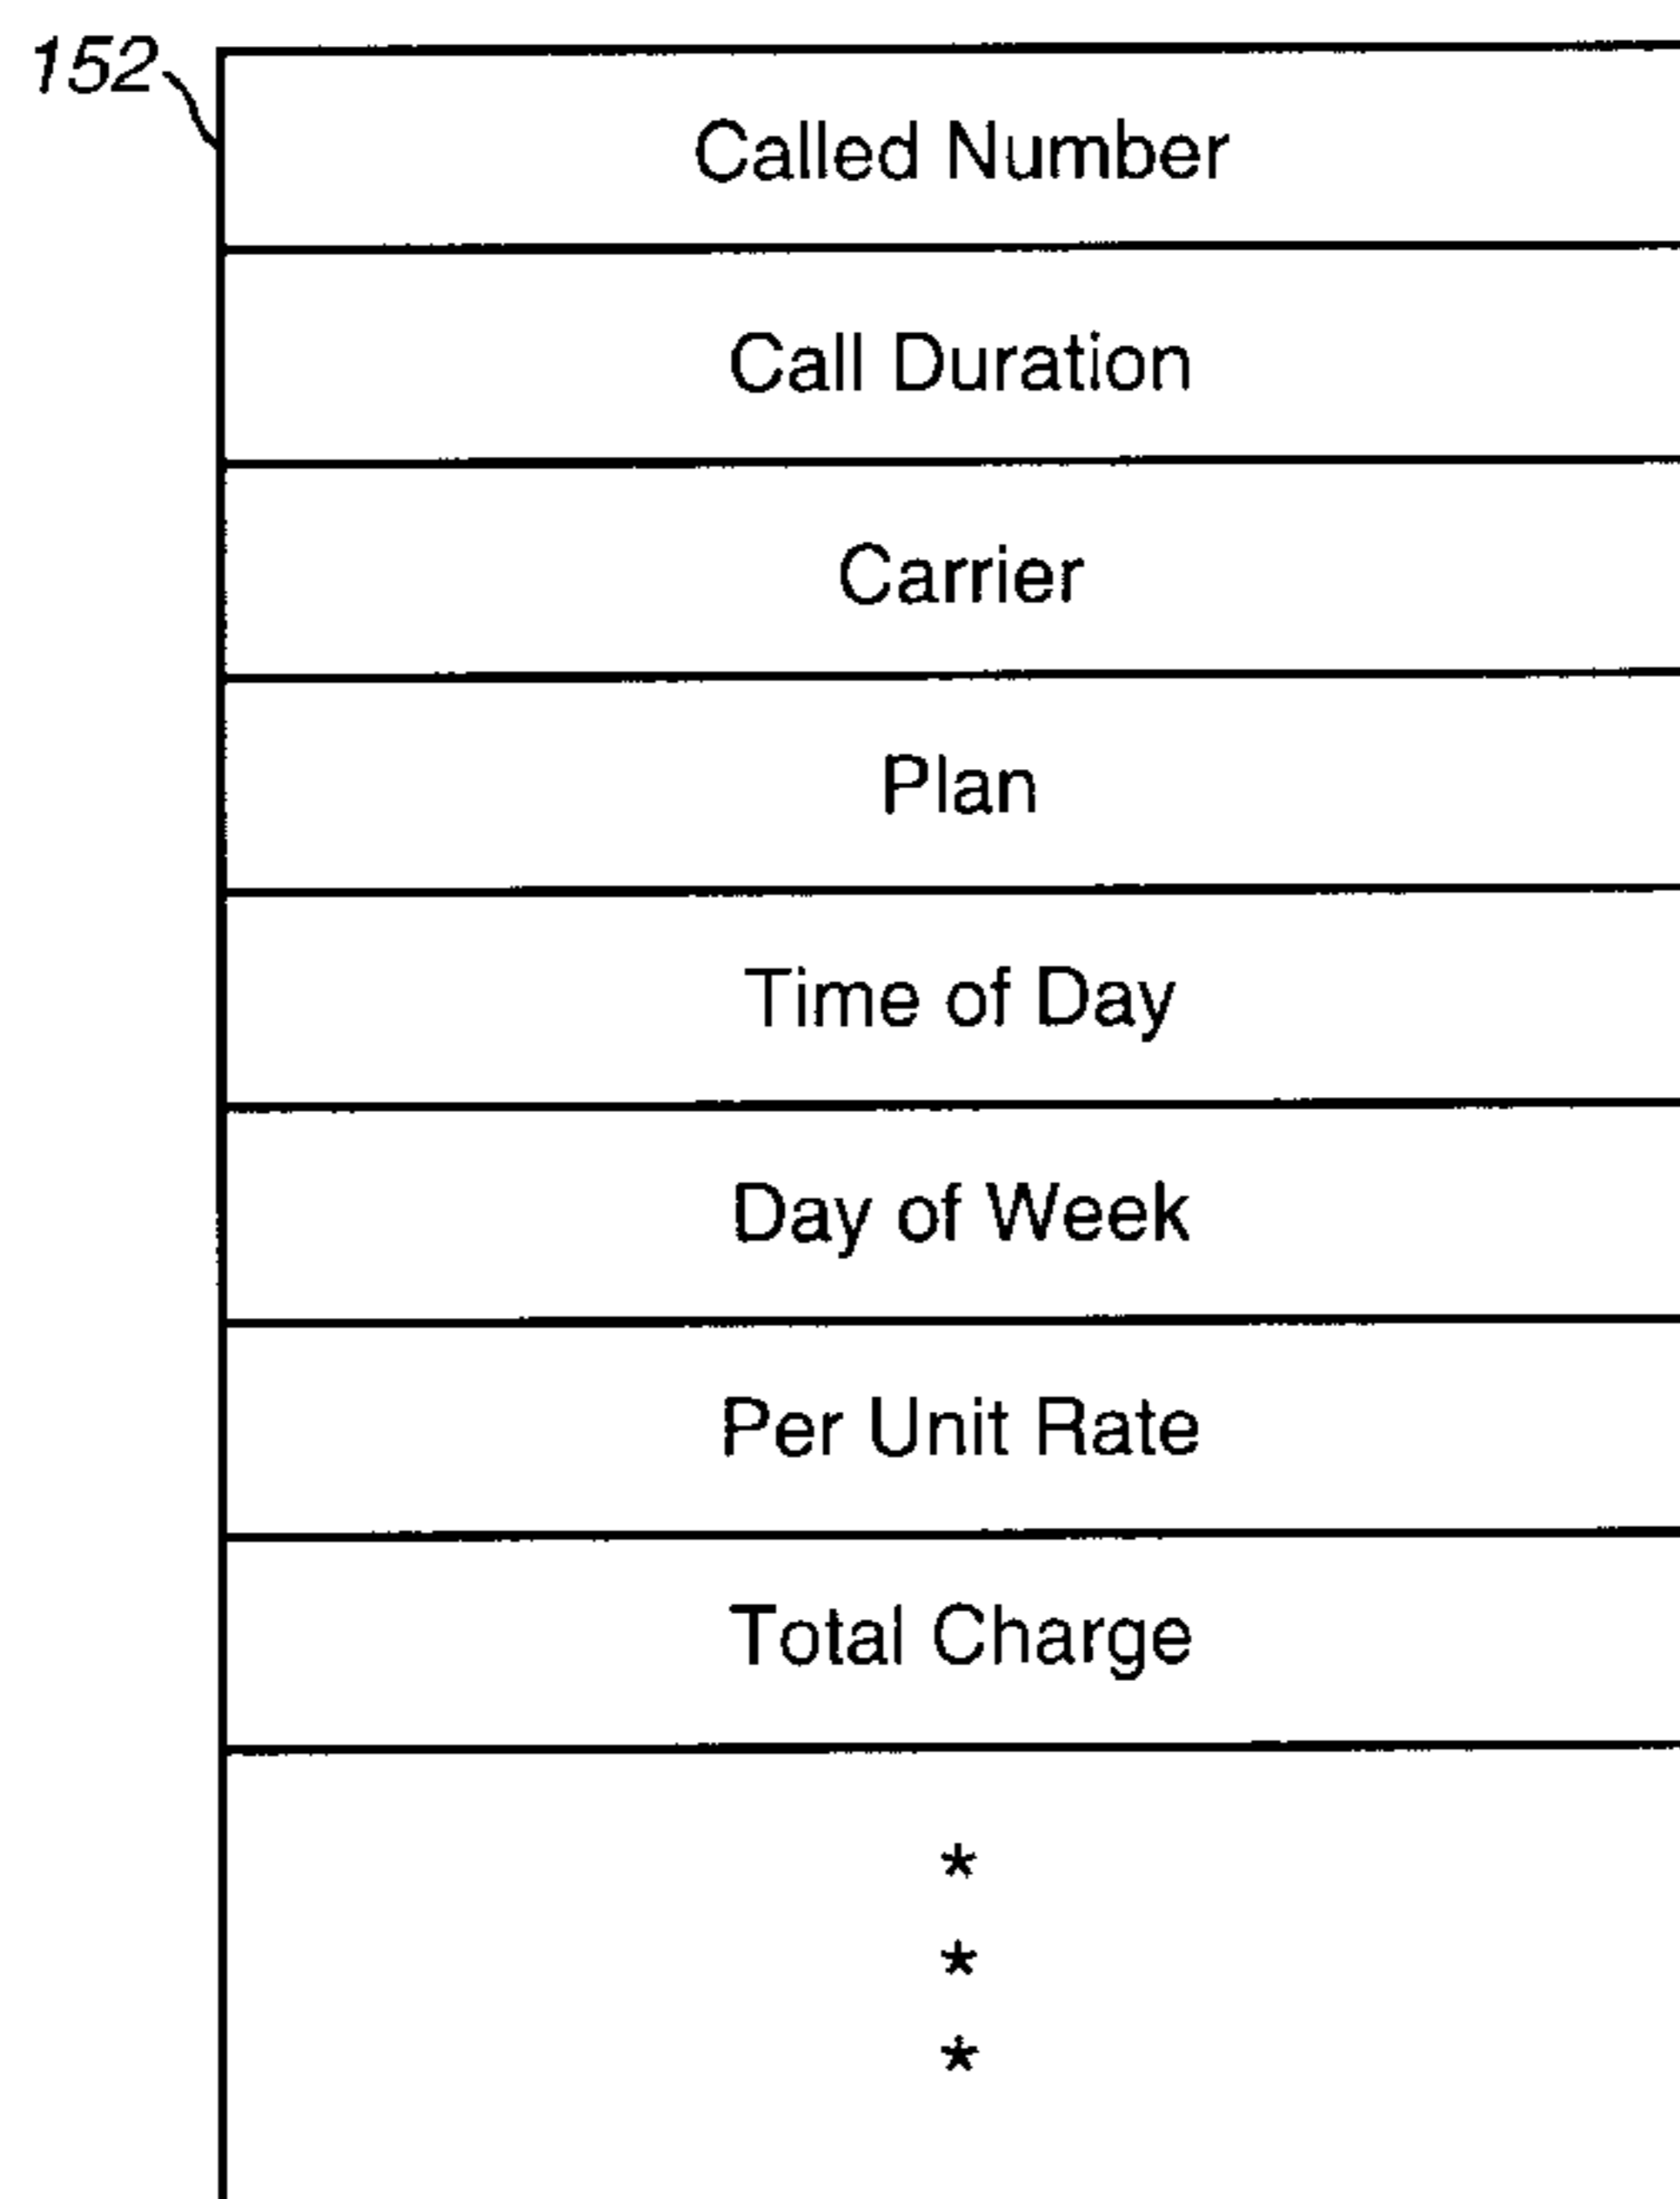 152
Called Number
Call Duration
Carrier
Plan
Time of Day
Day of Week
Per Unit Rate
Total Charge
*
*
*